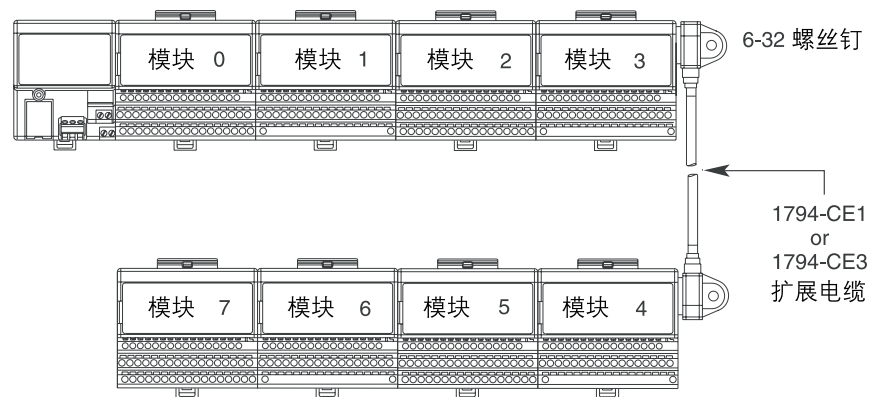 模块 0
模块 1
模块 2
模块 3
6-32 螺丝钉
1794-CE1
or
1794-CE3
扩展电缆
模块 7
模块 6
模块 5
模块 4